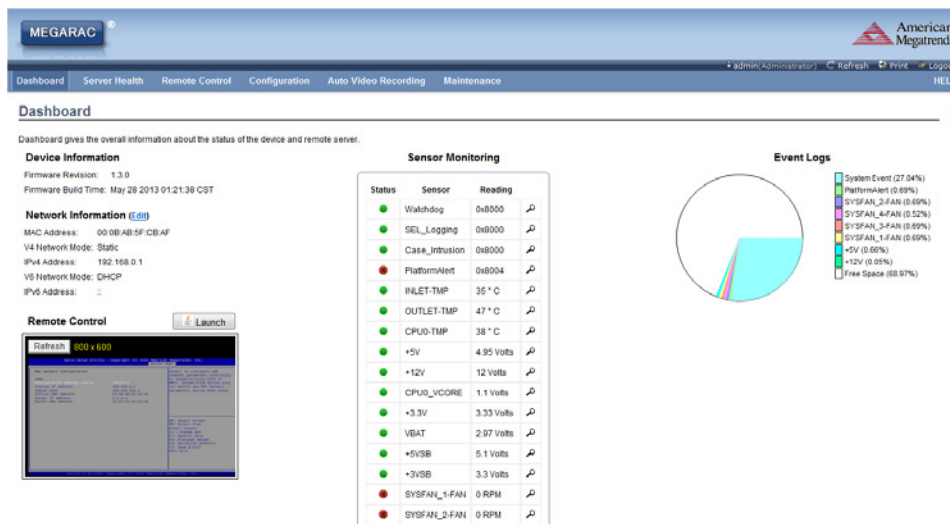 MEGARAC ®
American
Megatrends
admin(Administrator) Refresh Print Logout
Dashboard Server Health Remote Control Configuration Auto Video Recording Maintenance HEL
Dashboard
Dashboard gives the overall information about the status of the device and remote server.
Device Information
Firmware Revision: 1.3.0
Firmware Build Time: May 28 2013 01:21:38 CST
Network Information (Edit)
MAC Address: 00:0B:AB:5F:CB:AF
V4 Network Mode: Static
IPv4 Address: 192.168.0.1
V6 Network Mode: DHCP
IPv6 Address: ::
Remote Control Launch
Refresh 800 x 600
Sensor Monitoring
Status Sensor Reading
Watchdog 0x8000
SEL_Logging 0x8000
Case_Intrusion 0x8000
PlatformAlert 0x8004
INLET-TMP 35 ° C
OUTLET-TMP 47 ° C
CPU0-TMP 38 ° C
+5V 4.95 Volts
+12V 12 Volts
CPU0_VCORE 1.1 Volts
+3.3V 3.33 Volts
VBAT 2.97 Volts
+5VSB 5.1 Volts
+3VSB 3.3 Volts
SYSFAN_1-FAN 0 RPM
SYSFAN_2-FAN 0 RPM
Event Logs
System Event (27.04%)
PlatformAlert (0.69%)
SYSFAN_2-FAN (0.69%)
SYSFAN_4-FAN (0.52%)
SYSFAN_3-FAN (0.69%)
SYSFAN_1-FAN (0.69%)
+5V (0.66%)
+12V (0.05%)
Free Space (68.97%)